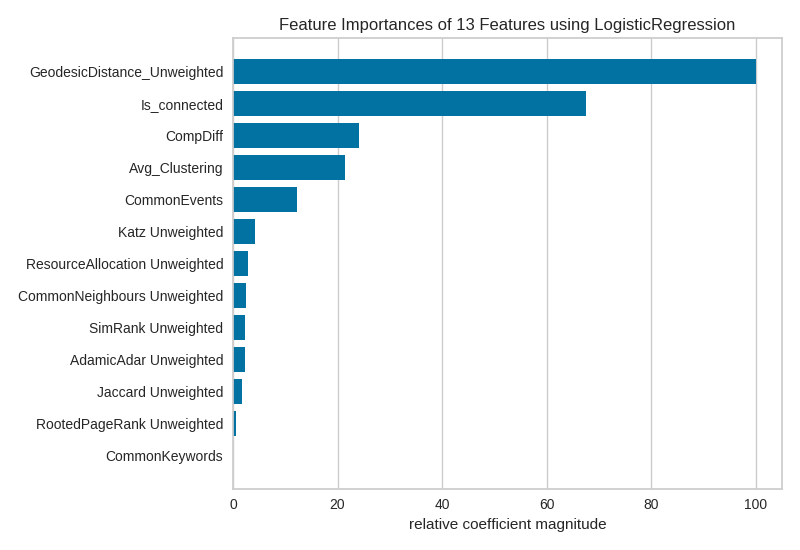 Feature Importances of 13 Features using LogisticRegression
GeodesicDistance_Unweighted
Is_connected
CompDiff
Avg_Clustering
CommonEvents
Katz Unweighted
ResourceAllocation Unweighted
CommonNeighbours Unweighted
SimRank Unweighted
AdamicAdar Unweighted
Jaccard Unweighted
RootedPageRank Unweighted
CommonKeywords
0 20 40 60 80 100
relative coefficient magnitude